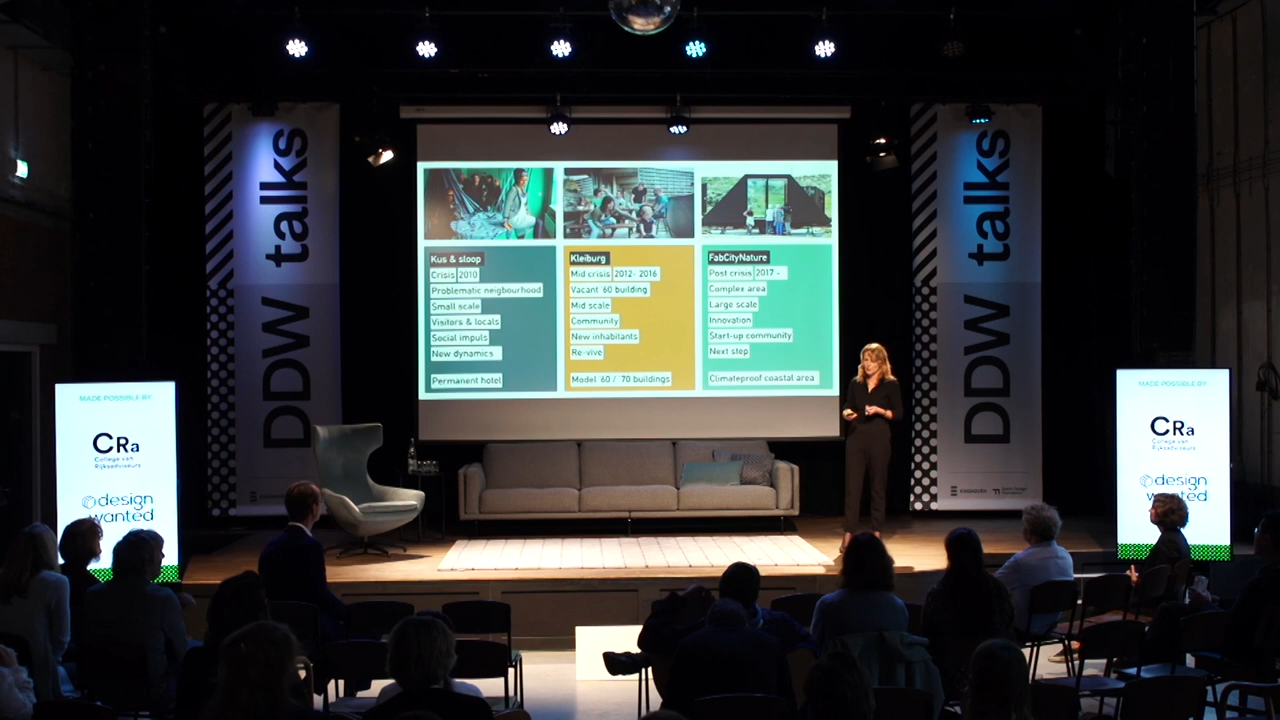 DDW talks
Kus & sloop
Crisis 2010
Problematic neigbourhood
Small scale
Visitors & locals
Social impuls
New dynamics
Permanent hotel
Kleiburg
Mid crisis 2012- 2016
Vacant 60 building
Mid scale
Community
New inhabitants
Re-vive
Model 60 / 70 buildings
FabCityNature
Post crisis 2017 -
Complex area
Large scale
Innovation
Start-up community
Next step
Climateproof coastal area
DDW talks
MADE POSSIBLE BY
CRa
College van
Rijksadviseurs
design
wanted
MADE POSSIBLE BY
CRa
College van
Rijksadviseurs
design
wanted